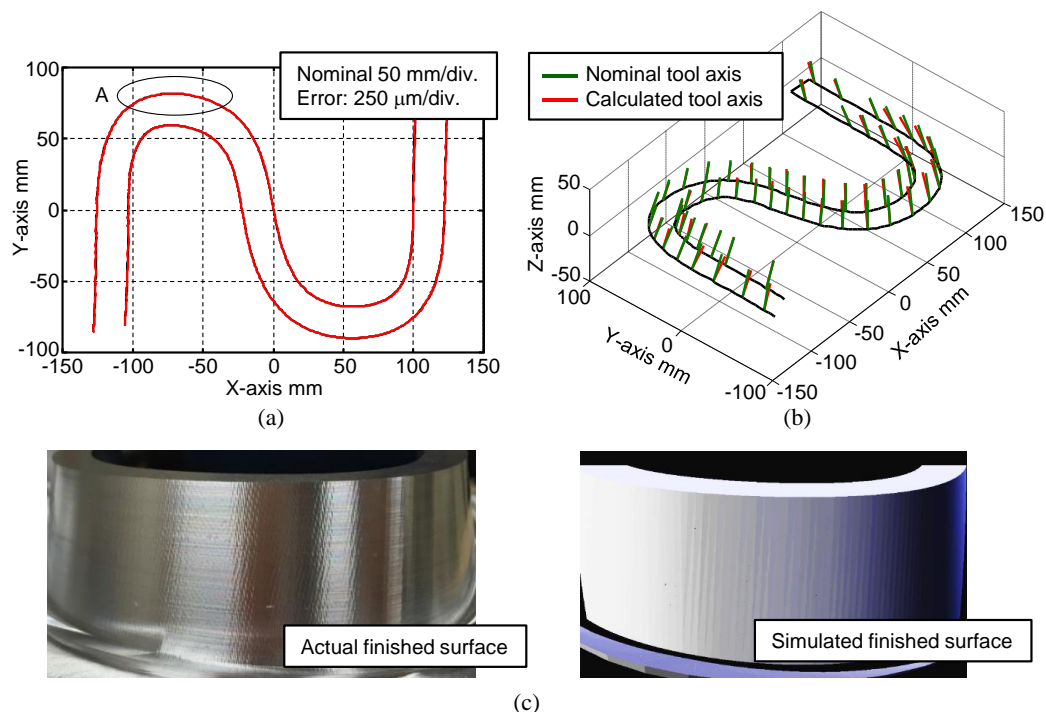 Nominal 50 mm/div.
Error: 250 μm/div.
A
100
50
0
-50
-100
Y-axis mm
-150 -100 -50 0 50 100 150
X-axis mm
(a)
Nominal tool axis
Calculated tool axis
50
0
-50
Z-axis mm
100
0
-100
Y-axis mm
-150
-100
-50
0
50
100
150
X-axis mm
(b)
Actual finished surface
Simulated finished surface
(c)